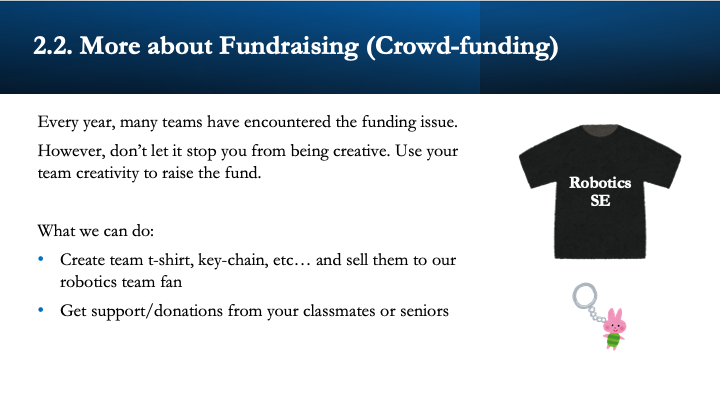 2.2. More about Fundraising (Crowd-funding)
Every year, many teams have encountered the funding issue.
However, don’t let it stop you from being creative. Use your
team creativity to raise the fund.
What we can do:
• Create team t-shirt, key-chain, etc… and sell them to our
robotics team fan
• Get support/donations from your classmates or seniors
Robotics
SE